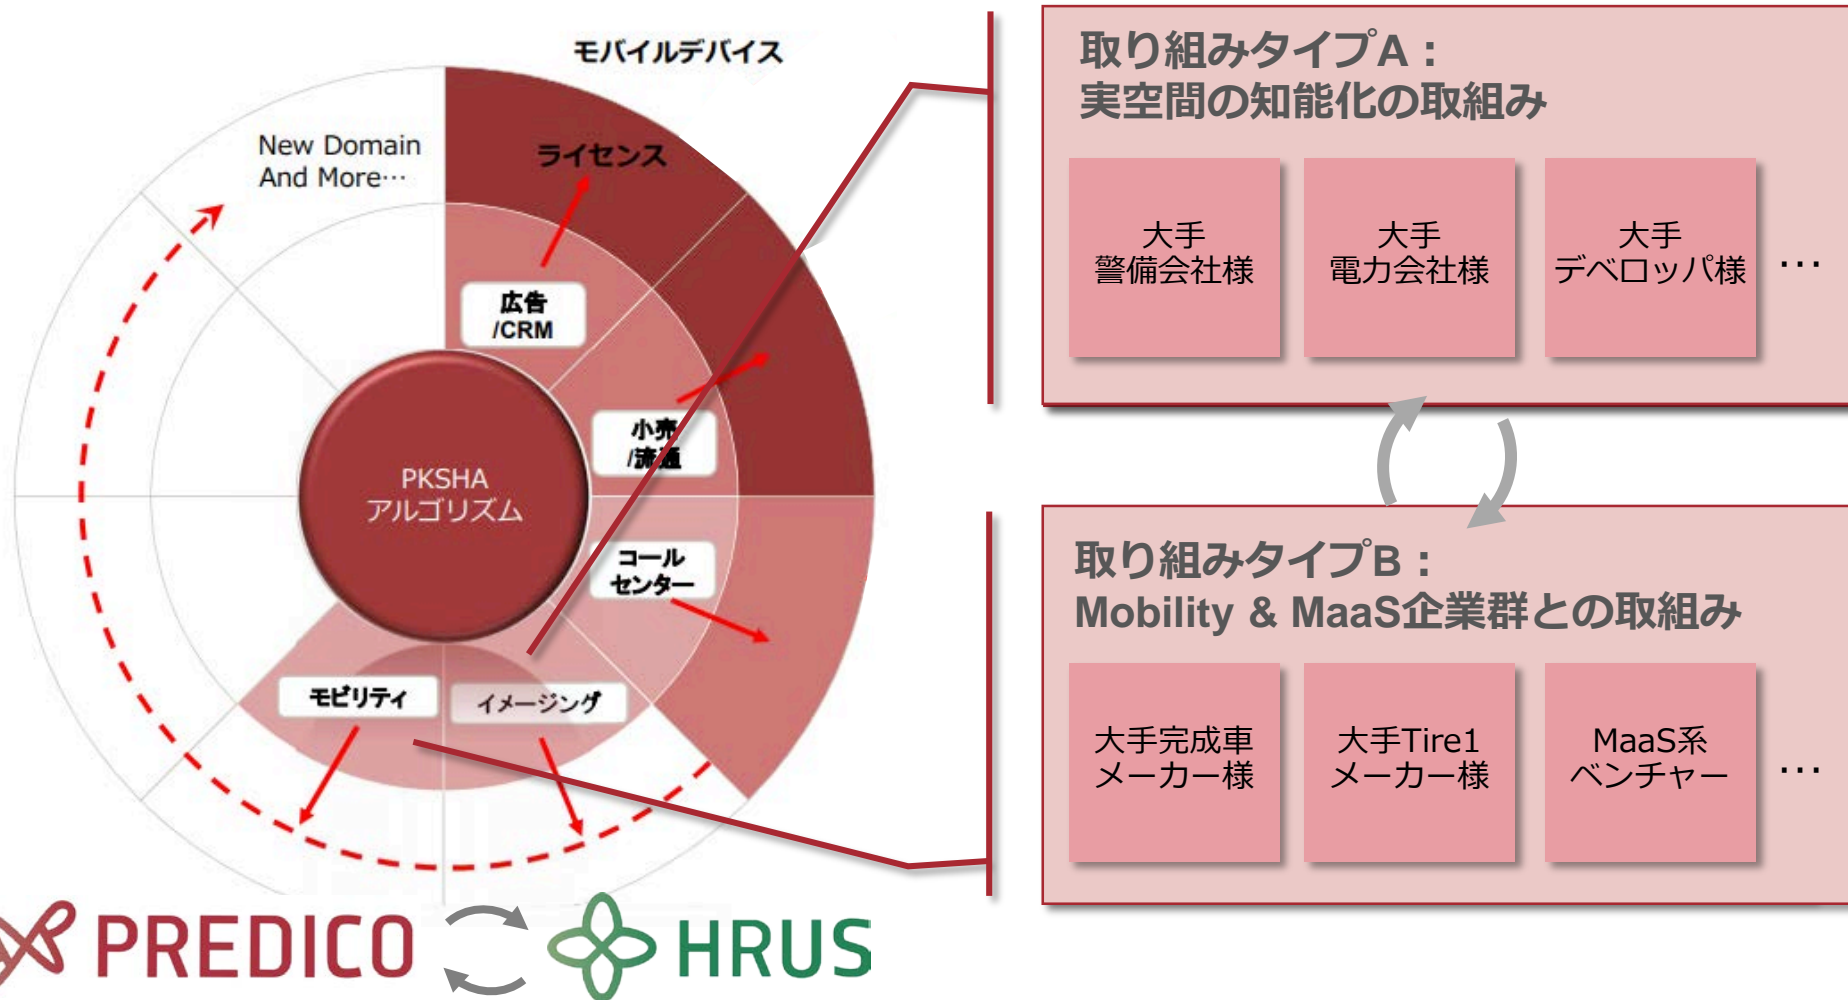 モバイルデバイス
New Domain
And More…
ライセンス
広告
/CRM
小売
/流通
PKSHA
アルゴリズム
コール
センター
モビリティ
イメージング
PREDICO
HRUS
取り組みタイプA：
実空間の知能化の取組み
大手
警備会社様
大手
電力会社様
大手
デベロッパ様
…
取り組みタイプB：
Mobility & MaaS企業群との取組み
大手完成車
メーカー様
大手Tire1
メーカー様
MaaS系
ベンチャー
…